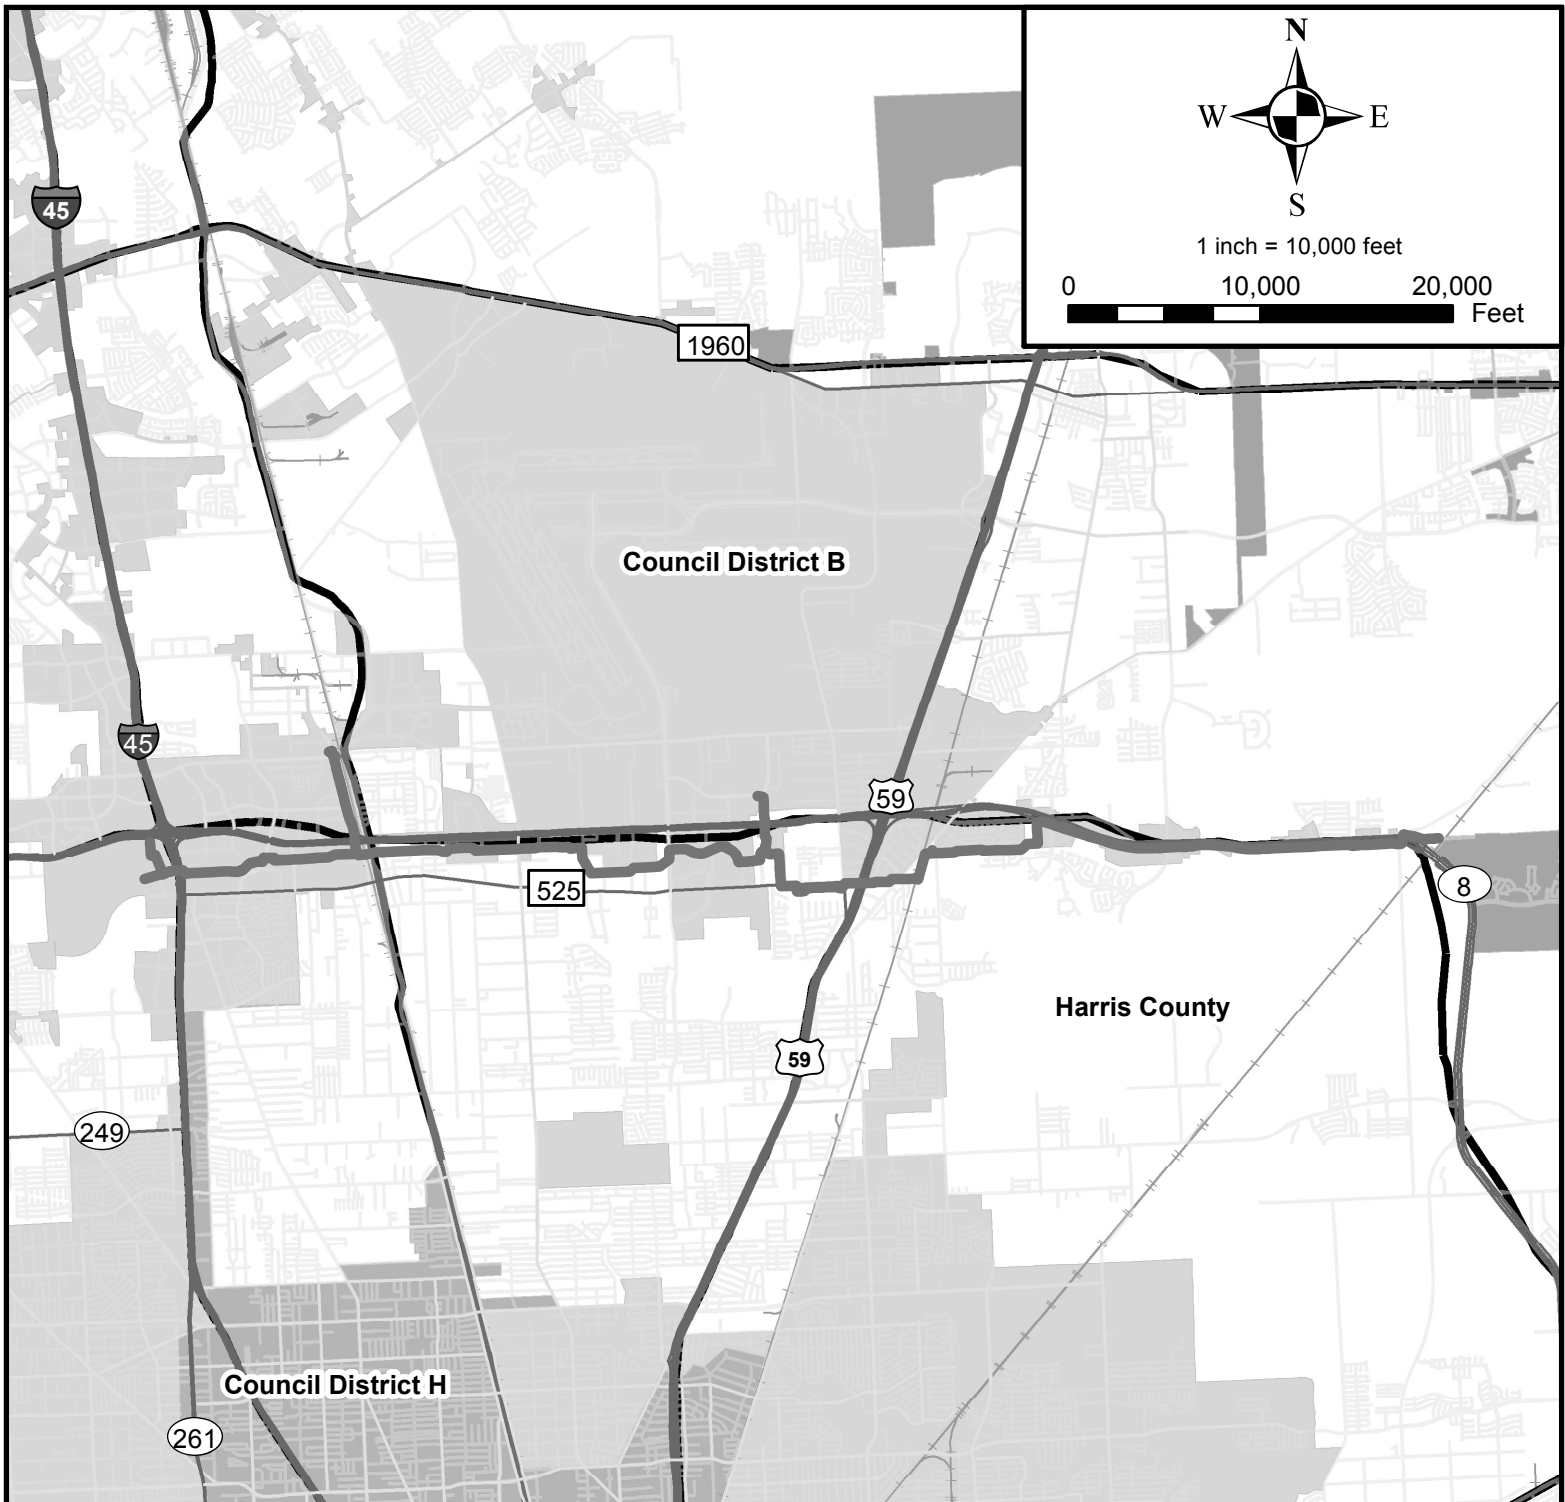 N
W E
S
1 inch = 10,000 feet
0 10,000 20,000
Feet
45
1960
Council District B
45
59
525
8
Harris County
59
249
Council District H
261